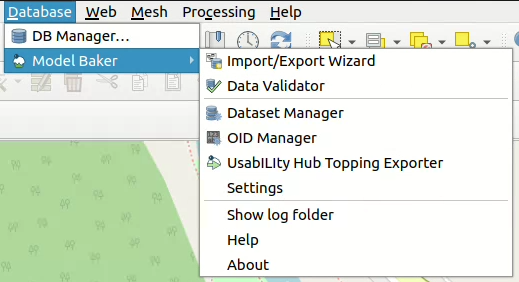 Database Web Mesh Processing Help
DB Manager...
Model Baker
Import/Export Wizard
Data Validator
Dataset Manager
OID Manager
UsabILIty Hub Topping Exporter
Settings
Show log folder
Help
About